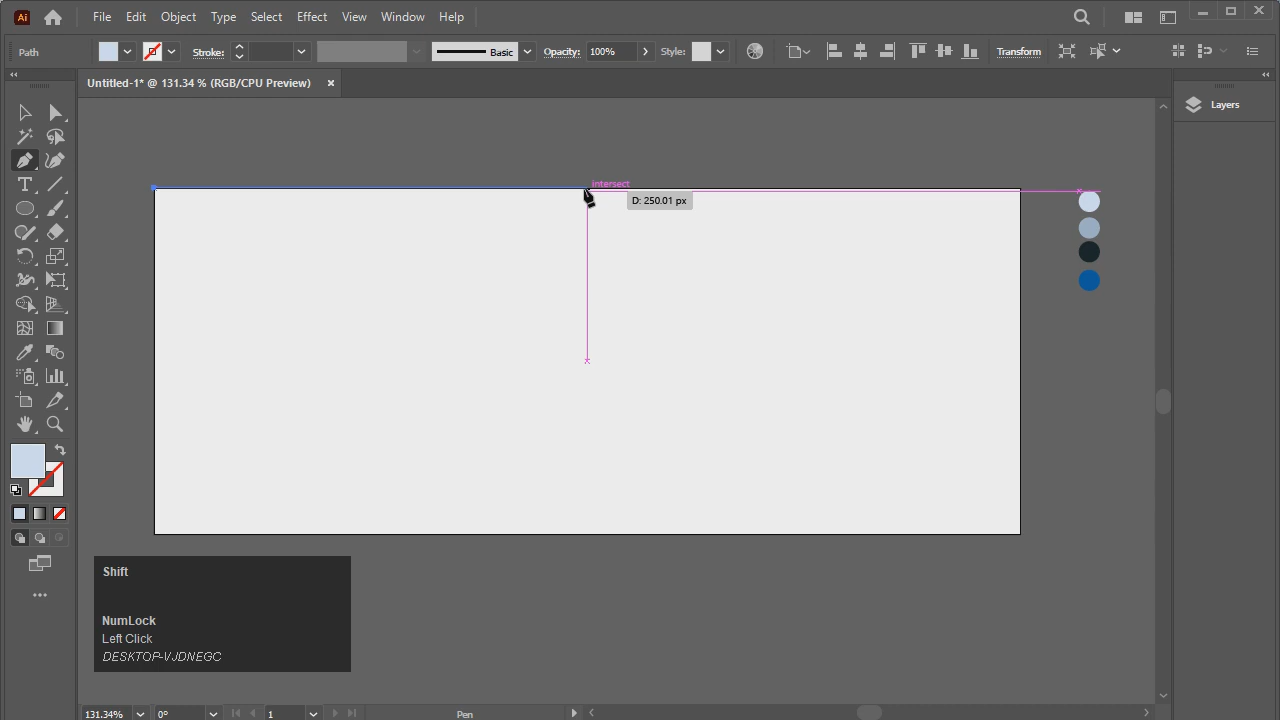 Ai File Edit Object Type Select Effect View Window Help
Path Stroke: Basic Opacity: 100% Style: Transform
Untitled-1* @ 131.34 % (RGB/CPU Preview) ×
Layers
intersect
D: 250.01 px
Shift
NumLock
Left Click
DESKTOP-VJDNEGC
131.34% 0° 1 Pen